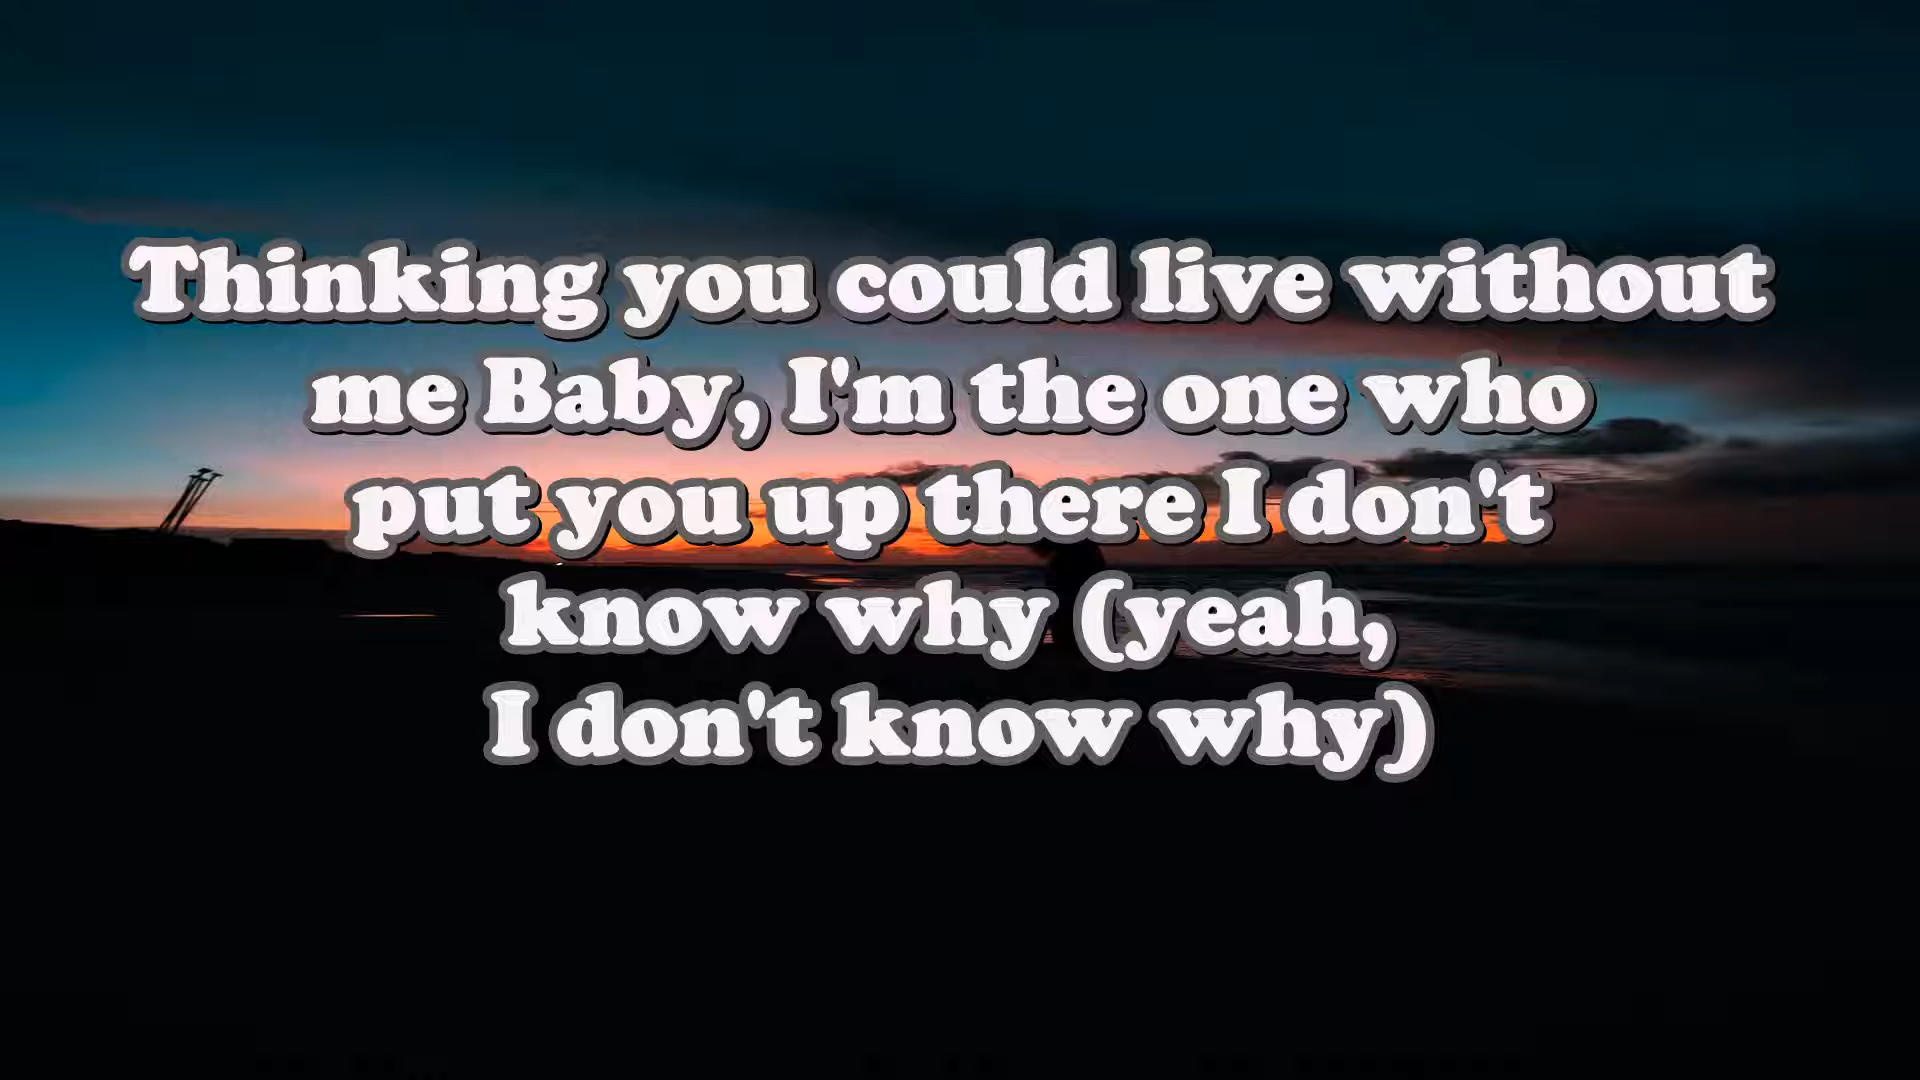 Thinking you could live without
me Baby, I'm the one who
put you up there I don't
know why (yeah,
I don't know why)